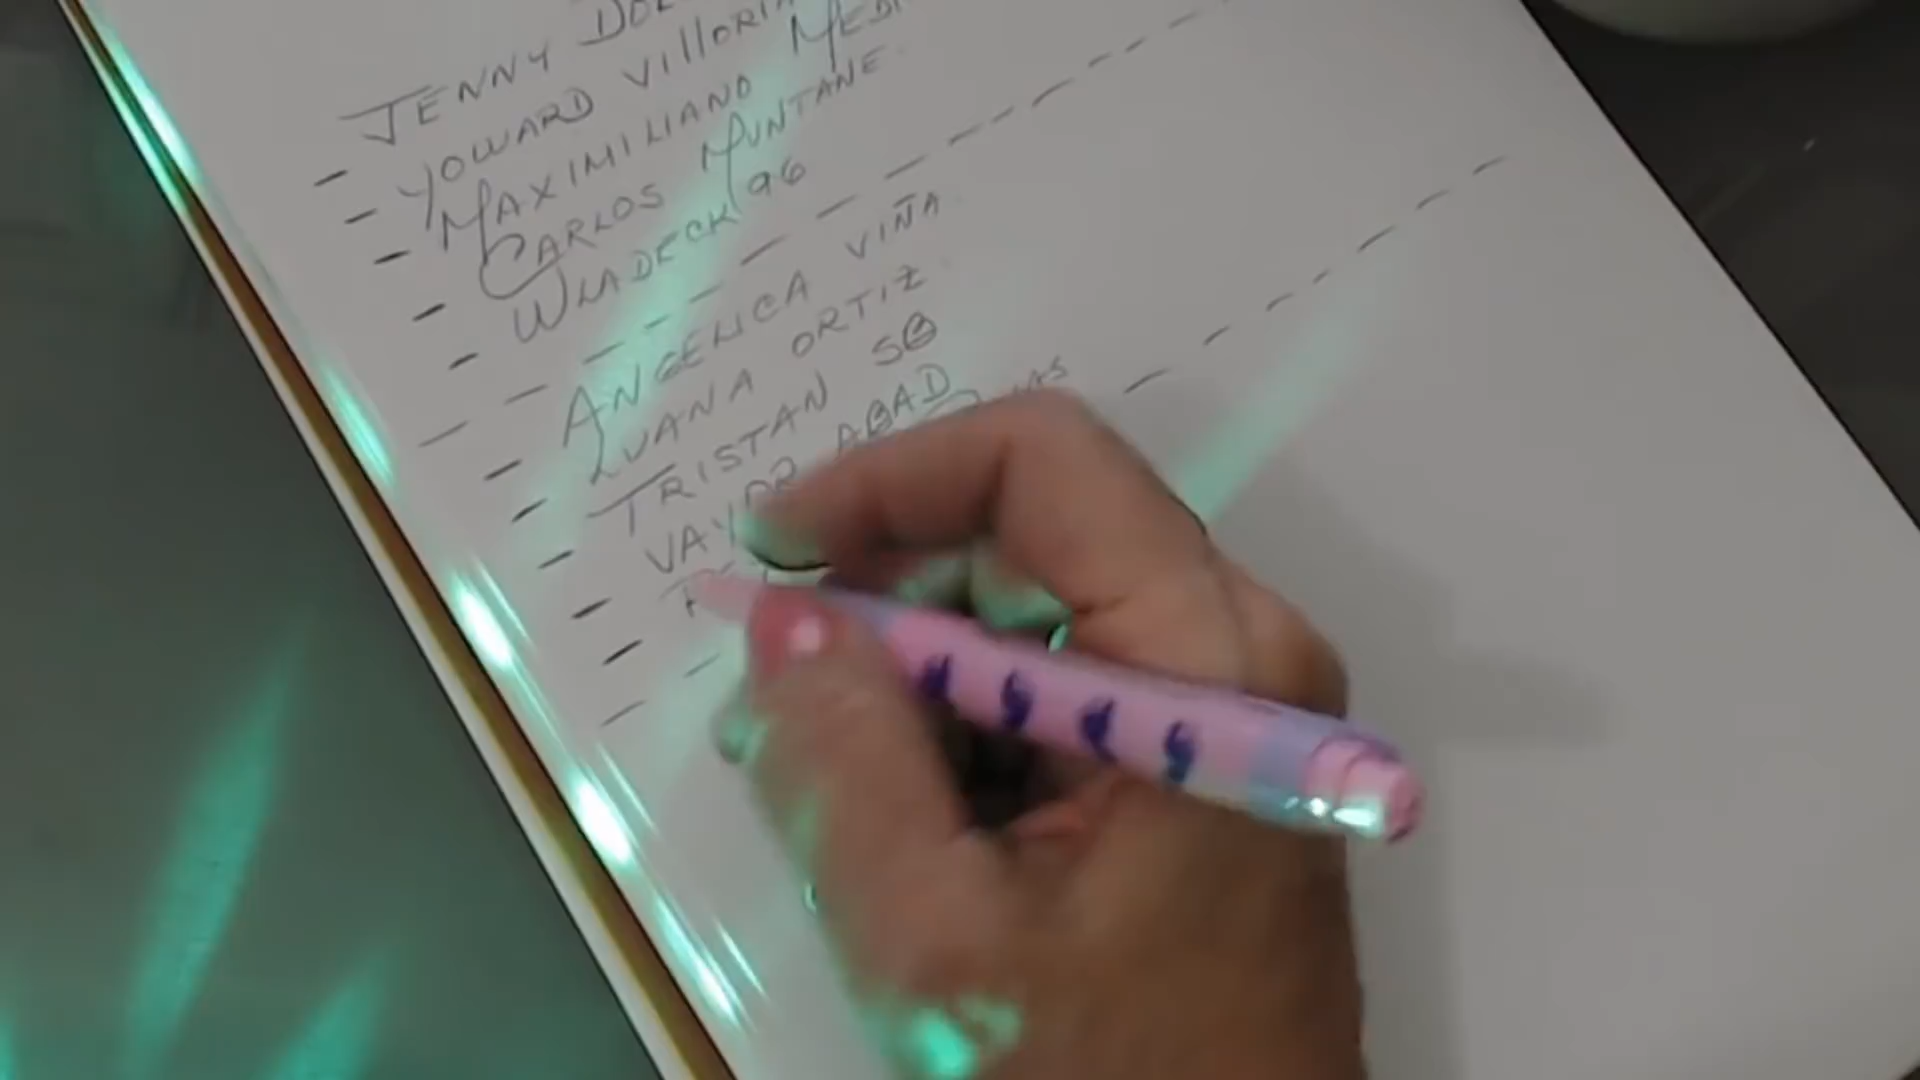 JENNY
- YOWARD VILLORIA
- MAXIMILIANO
- CARLOS MUNTANE.
- WLADECK 96
-
- ANGELICA VIÑA.
- LUANA ORTIZ.
- TRISTAN SB
- ABAD